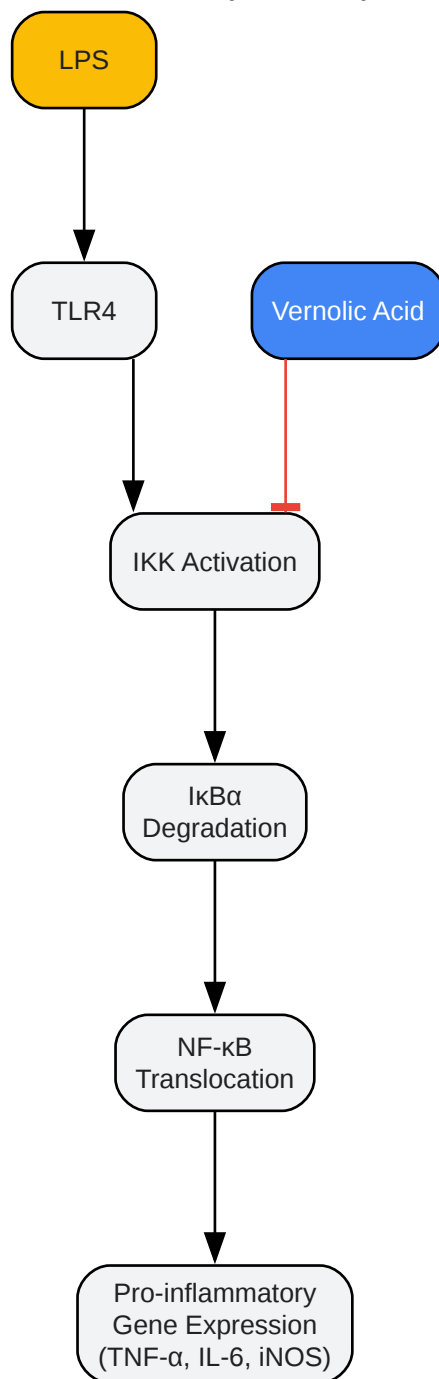 LPS
TLR4
Vernolic Acid
IKK Activation
IκBα
Degradation
NF-κB
Translocation
Pro-inflammatory
Gene Expression
(TNF-α, IL-6, iNOS)